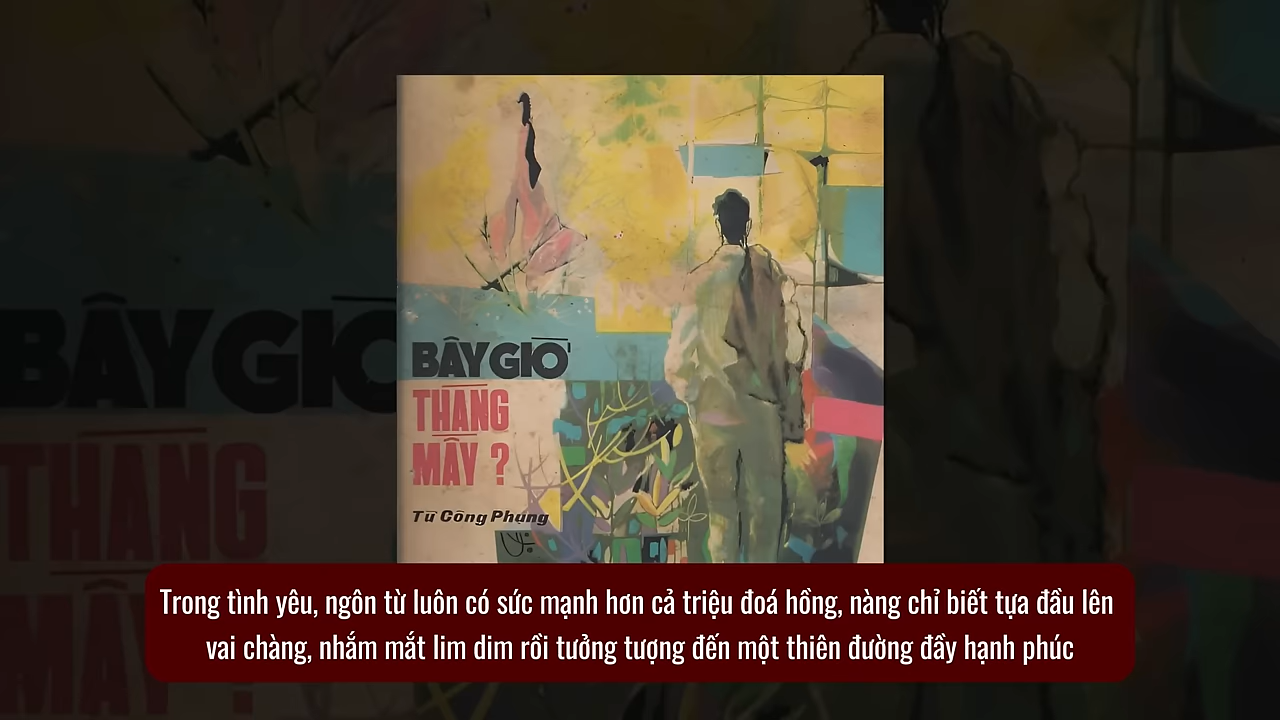 BÂY GIỜ
THÁNG
MẤY ?
Từ Công Phụng
Trong tình yêu, ngôn từ luôn có sức mạnh hơn cả triệu đoá hồng, nàng chỉ biết tựa đầu lên
vai chàng, nhắm mắt lim dim rồi tưởng tượng đến một thiên đường đầy hạnh phúc